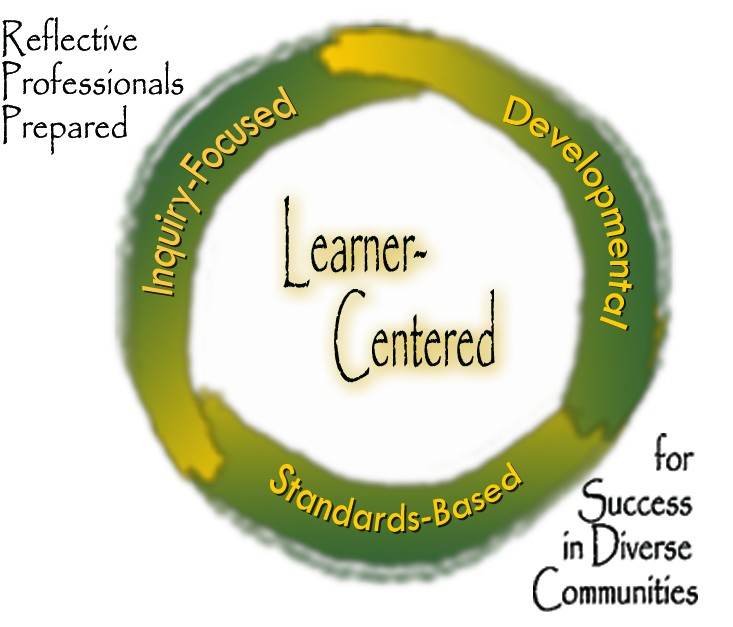 Reflective
Professionals
Prepared
Inquiry-Focused
Developmental
Learner-
Centered
Standards-Based
for
Success
in Diverse
Communities